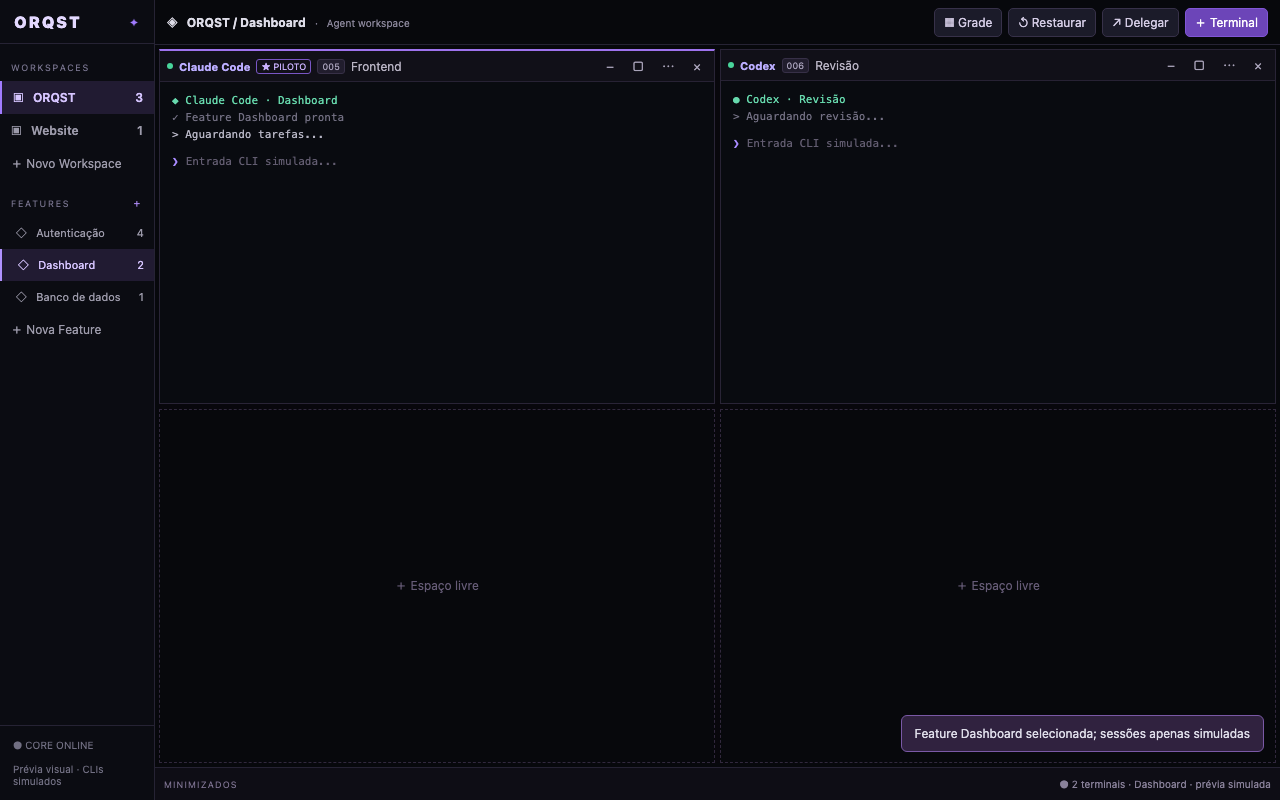 ORQST ✦
WORKSPACES
▣ ORQST 3
▣ Website 1
+ Novo Workspace
FEATURES +
◇ Autenticação 4
◇ Dashboard 2
◇ Banco de dados 1
+ Nova Feature
● CORE ONLINE
Prévia visual · CLIs
simulados
◈ ORQST / Dashboard · Agent workspace
▦ Grade
↺ Restaurar
↗ Delegar
+ Terminal
● Claude Code ★ PILOTO 005 Frontend − □ ··· ×
◆ Claude Code · Dashboard
✓ Feature Dashboard pronta
> Aguardando tarefas...
❯ Entrada CLI simulada...
● Codex 006 Revisão − □ ··· ×
● Codex · Revisão
> Aguardando revisão...
❯ Entrada CLI simulada...
+ Espaço livre
+ Espaço livre
Feature Dashboard selecionada; sessões apenas simuladas
MINIMIZADOS
● 2 terminais · Dashboard · prévia simulada